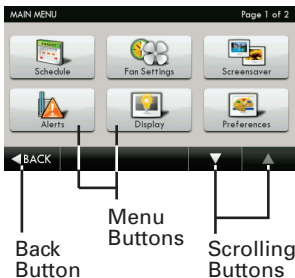 MAIN MENU Page 1 of 2
Schedule Fan Settings Screensaver
Alerts Display Preferences
BACK
Menu
Buttons
Back
Button
Scrolling
Buttons